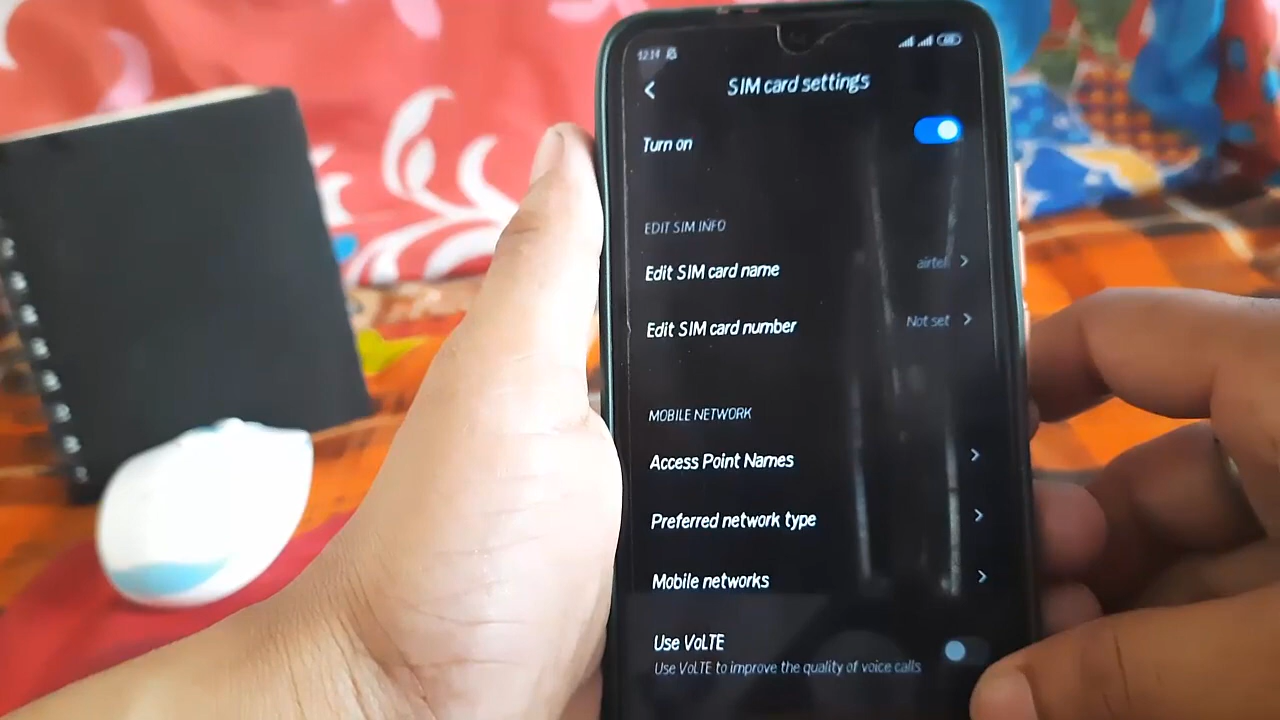 12:14
SIM card settings
Turn on
EDIT SIM INFO
Edit SIM card name airtel
Edit SIM card number Not set
MOBILE NETWORK
Access Point Names
Preferred network type
Mobile networks
Use VoLTE
Use VoLTE to improve the quality of voice calls